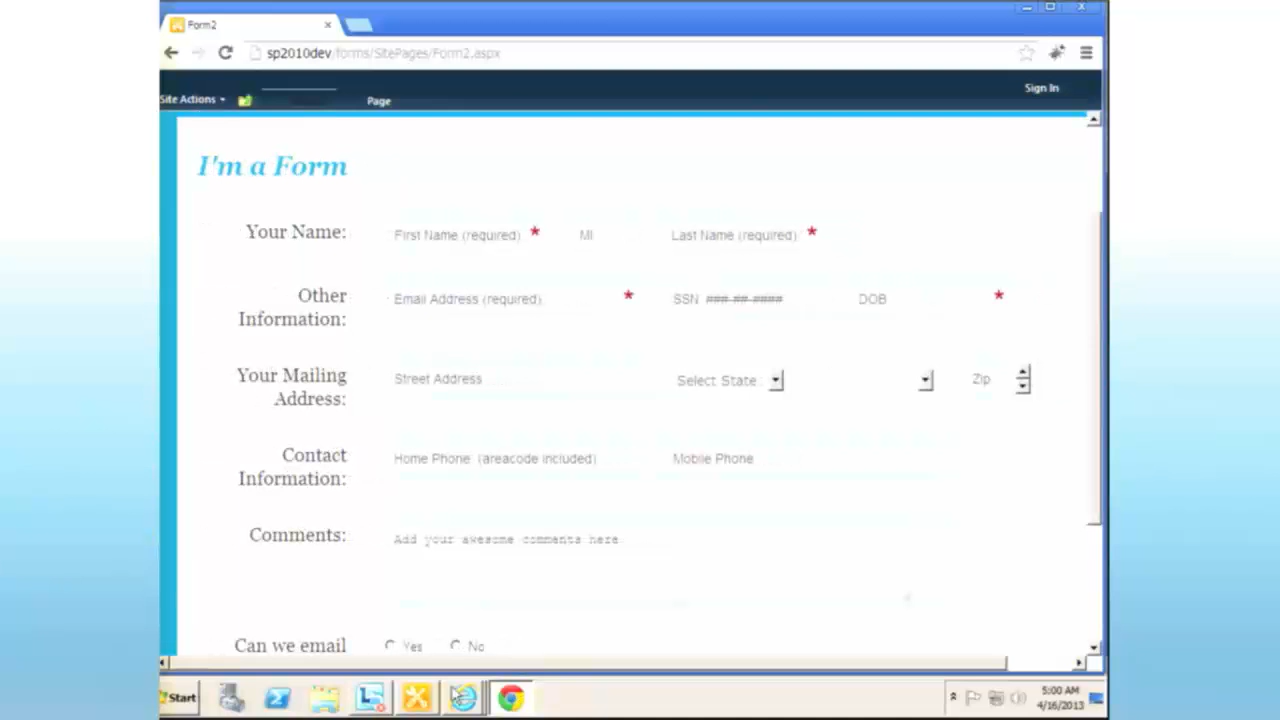 Form2
sp2010dev/forms/SitePages/Form2.aspx
Site Actions
Page
Sign In
I'm a Form
Your Name:
First Name (required) *
MI
Last Name (required) *
Other
Information:
Email Address (required)
*
SSN ###-##-####
DOB
*
Your Mailing
Address:
Street Address
Select State:
Zip
Contact
Information:
Home Phone (areacode included)
Mobile Phone
Comments:
Add your awesome comments here
Can we email
Yes
No
Start
5:00 AM
4/16/2013